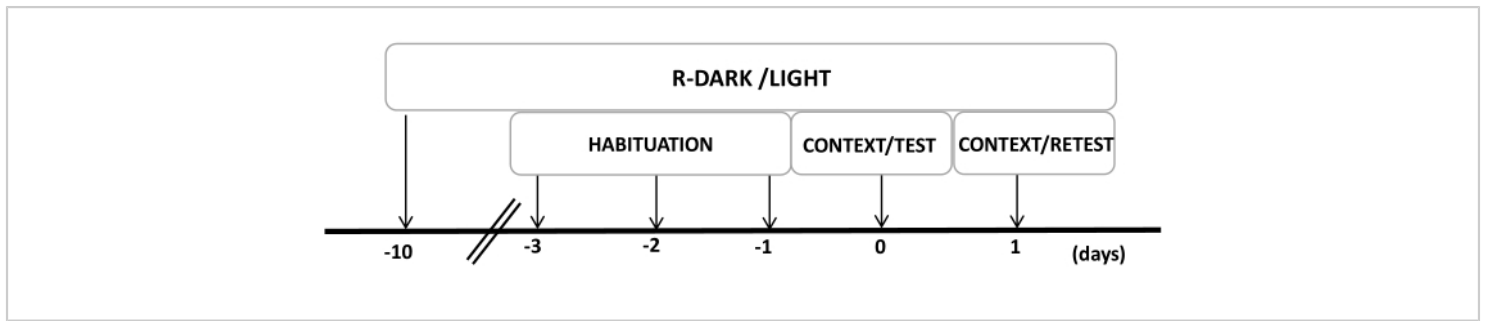 R-DARK /LIGHT
HABITUATION
CONTEXT/TEST
CONTEXT/RETEST
-10
-3
-2
-1
0
1
(days)